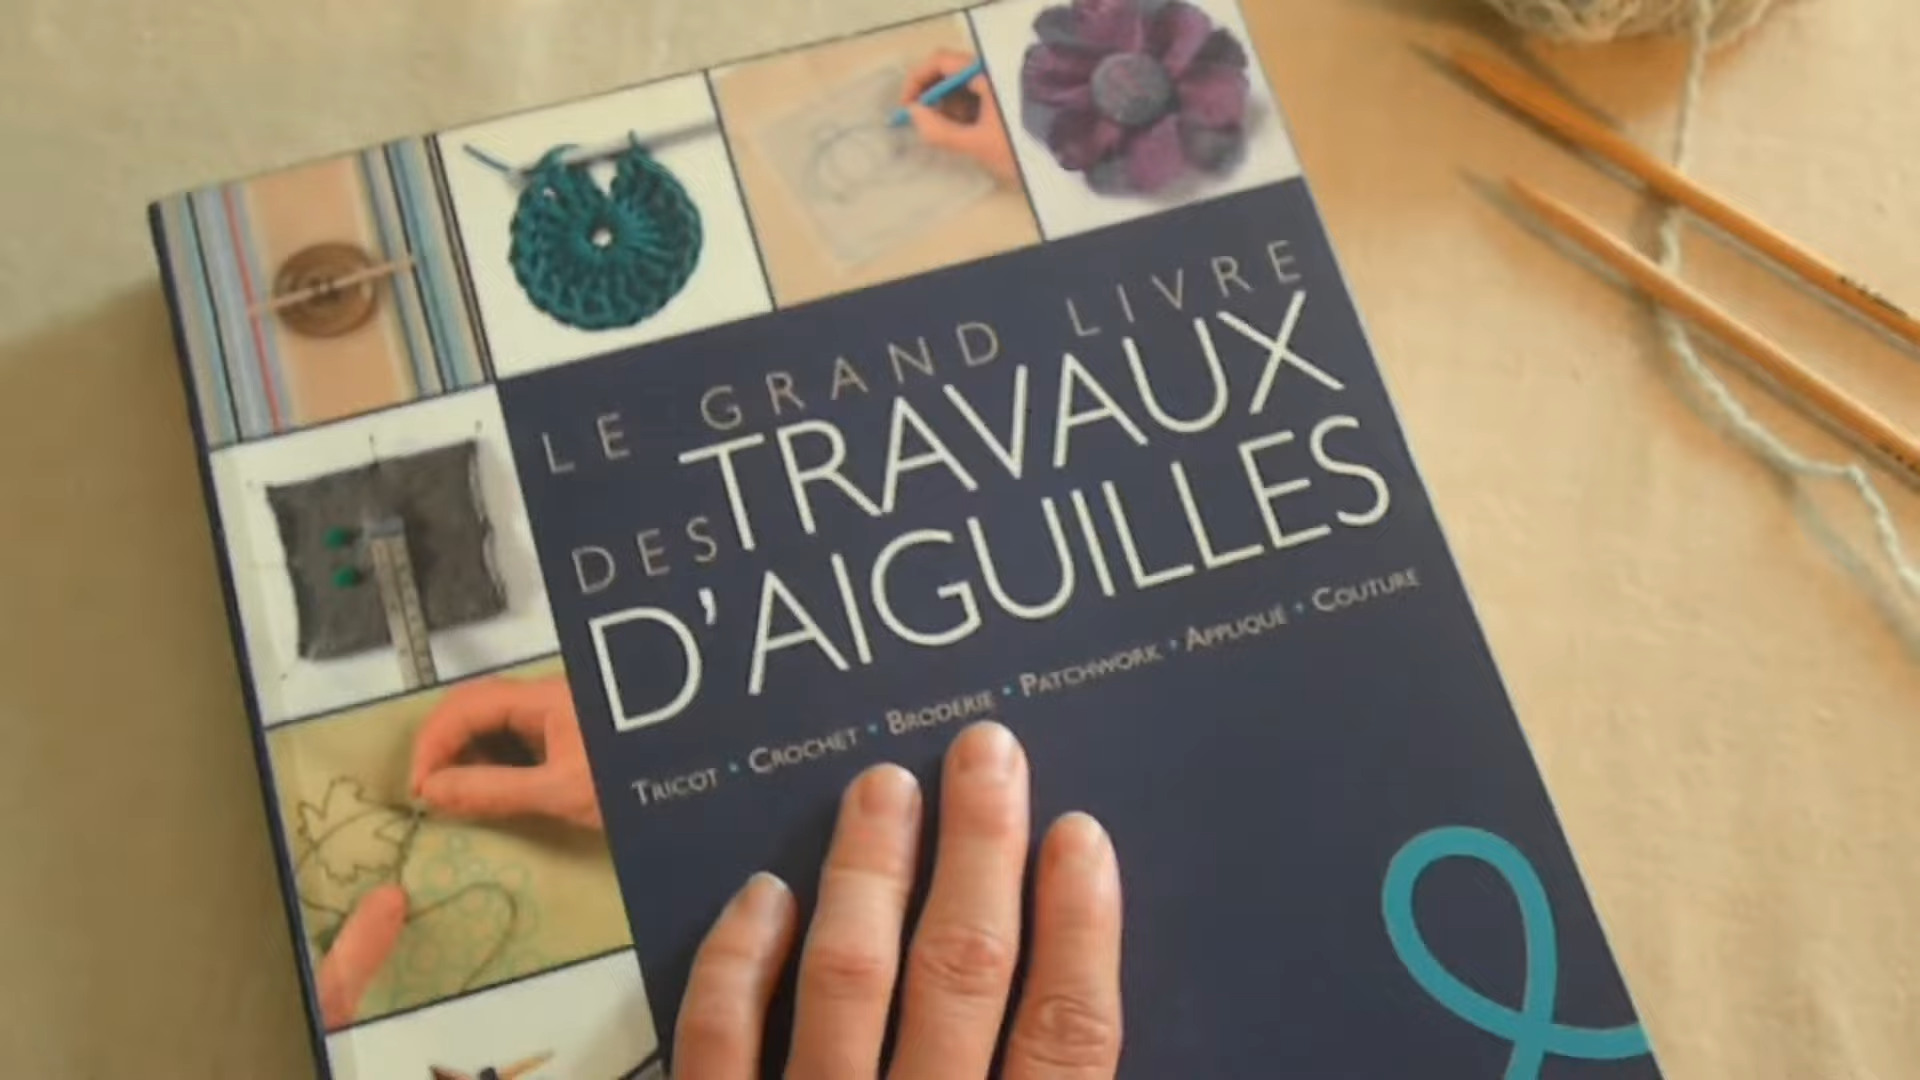 LE GRAND LIVRE
DES TRAVAUX
D'AIGUILLES
TRICOT • CROCHET • BRODERIE • PATCHWORK • APPLIQUÉ • COUTURE